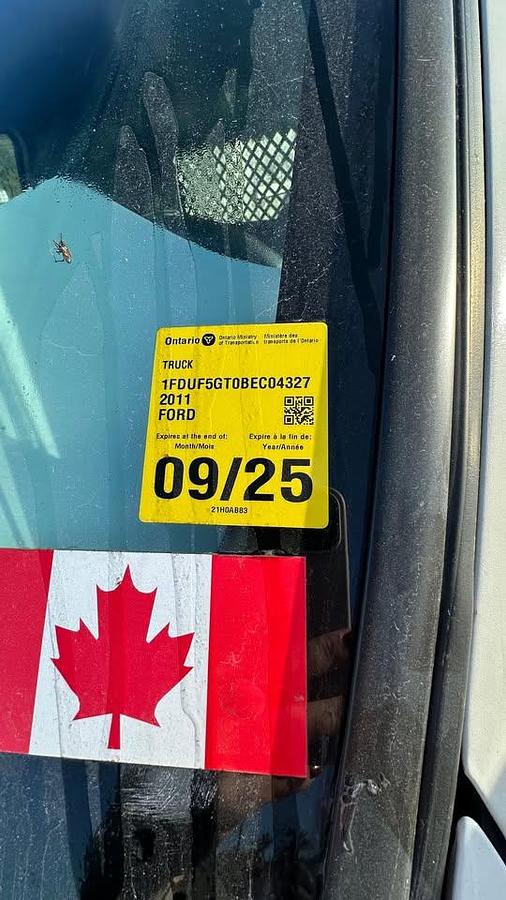 Ontario Ontario Ministry of Transportation Ministère des transports de l'Ontario
TRUCK
1FDUF5GT0BEC04327
2011
FORD
Expires at the end of: Expire à la fin de:
Month/Mois Year/Année
09/25
21H0AB83